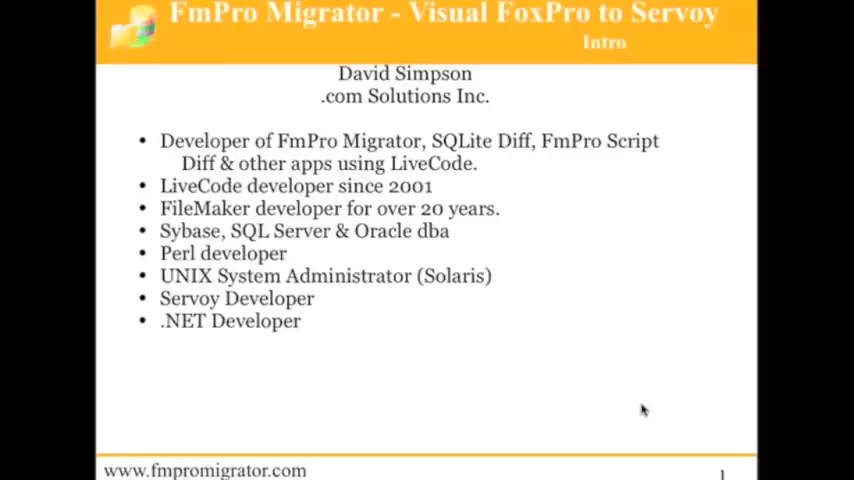 FmPro Migrator - Visual FoxPro to Servoy
Intro
David Simpson
.com Solutions Inc.
• Developer of FmPro Migrator, SQLite Diff, FmPro Script
Diff & other apps using LiveCode.
• LiveCode developer since 2001
• FileMaker developer for over 20 years.
• Sybase, SQL Server & Oracle dba
• Perl developer
• UNIX System Administrator (Solaris)
• Servoy Developer
• .NET Developer
www.fmpromigrator.com
1